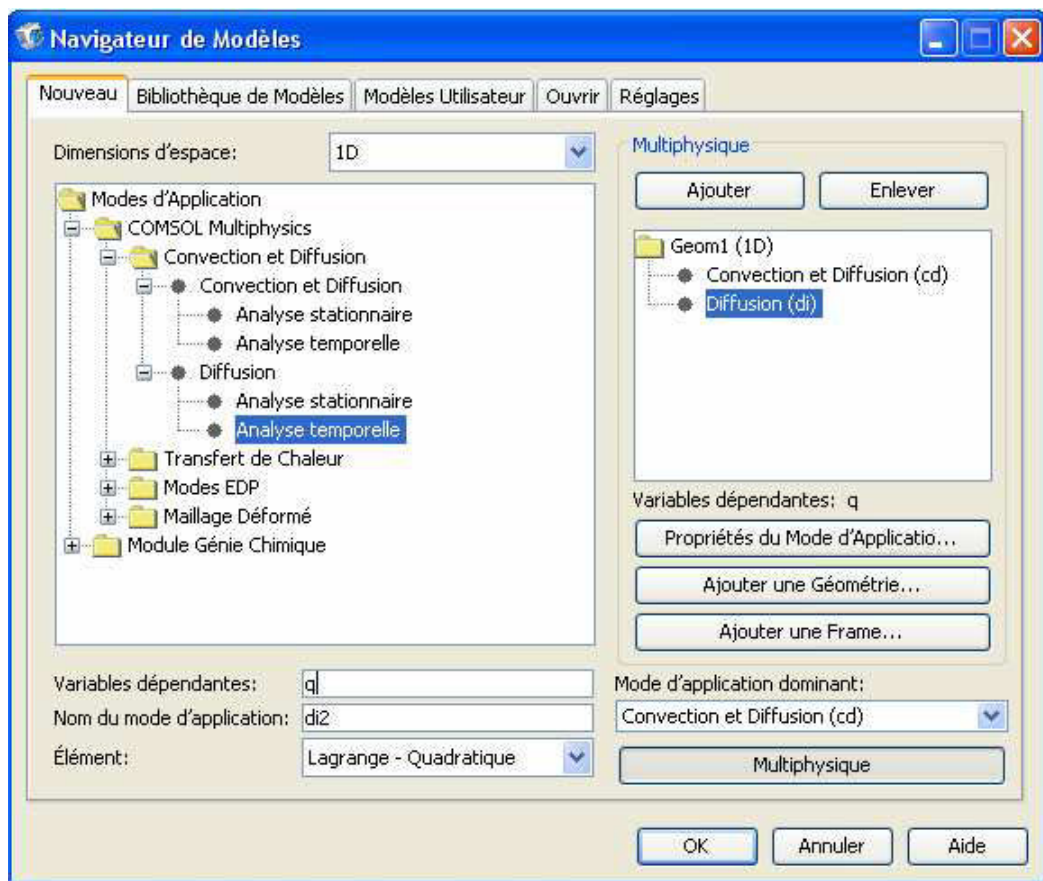 Navigateur de Modèles
Nouveau Bibliothèque de Modèles Modèles Utilisateur Ouvrir Réglages
Dimensions d'espace: 1D
Modes d'Application
COMSOL Multiphysics
Convection et Diffusion
Convection et Diffusion
Analyse stationnaire
Analyse temporelle
Diffusion
Analyse stationnaire
Analyse temporelle
Transfert de Chaleur
Modes EDP
Maillage Déformé
Module Génie Chimique
Variables dépendantes: q
Nom du mode d'application: di2
Élément: Lagrange - Quadratique
Multiphysique
Ajouter Enlever
Geom1 (1D)
Convection et Diffusion (cd)
Diffusion (di)
Variables dépendantes: q
Propriétés du Mode d'Applicatio...
Ajouter une Géométrie...
Ajouter une Frame...
Mode d'application dominant:
Convection et Diffusion (cd)
Multiphysique
OK Annuler Aide